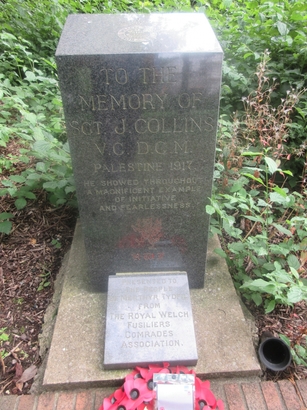 TO THE
MEMORY OF
SGT. J. COLLINS
V.C. D.C.M.
PALESTINE 1917
HE SHOWED THROUGHOUT
A MAGNIFICENT EXAMPLE
OF INITIATIVE
AND FEARLESSNESS
TO
FROM
THE ROYAL WELCH
FUSILIERS
COMRADES
ASSOCIATION.